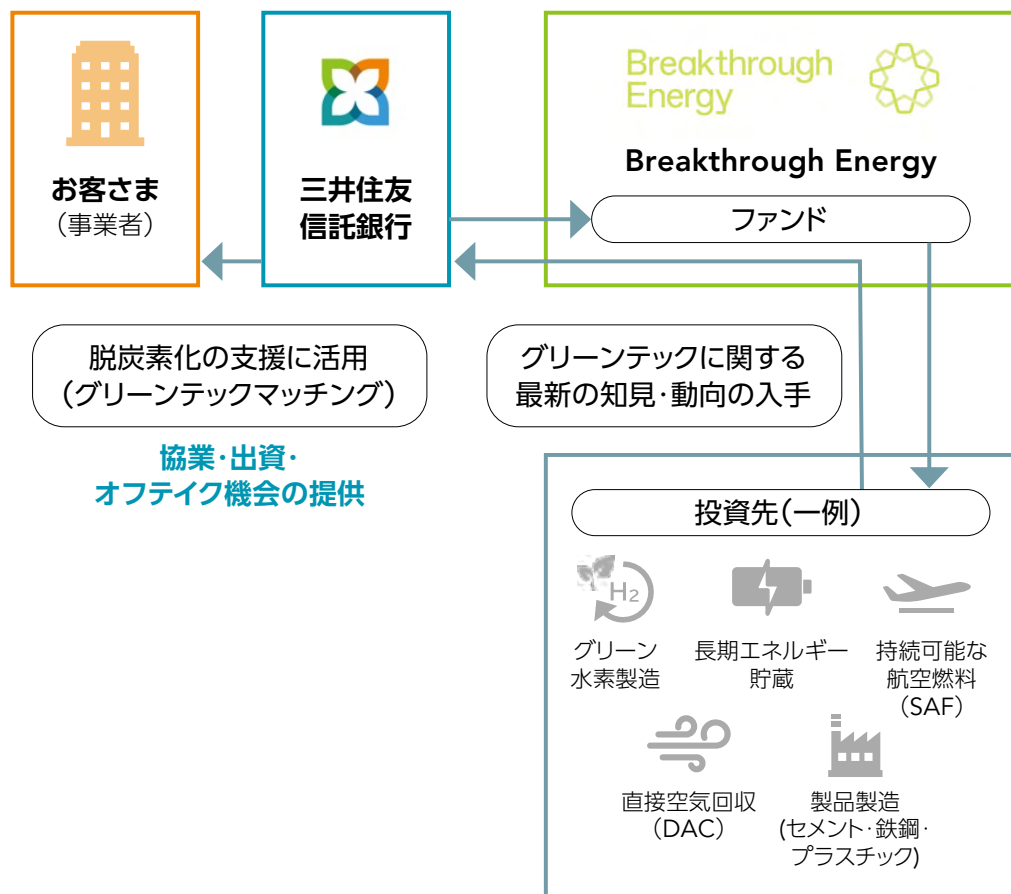 お客さま
（事業者）
三井住友
信託銀行
Breakthrough
Energy
Breakthrough Energy
ファンド
脱炭素化の支援に活用
(グリーンテックマッチング)
協業・出資・
オフテイク機会の提供
グリーンテックに関する
最新の知見・動向の入手
投資先(一例)
H2
グリーン
水素製造
長期エネルギー
貯蔵
持続可能な
航空燃料
（SAF）
直接空気回収
（DAC）
製品製造
(セメント・鉄鋼・
プラスチック)